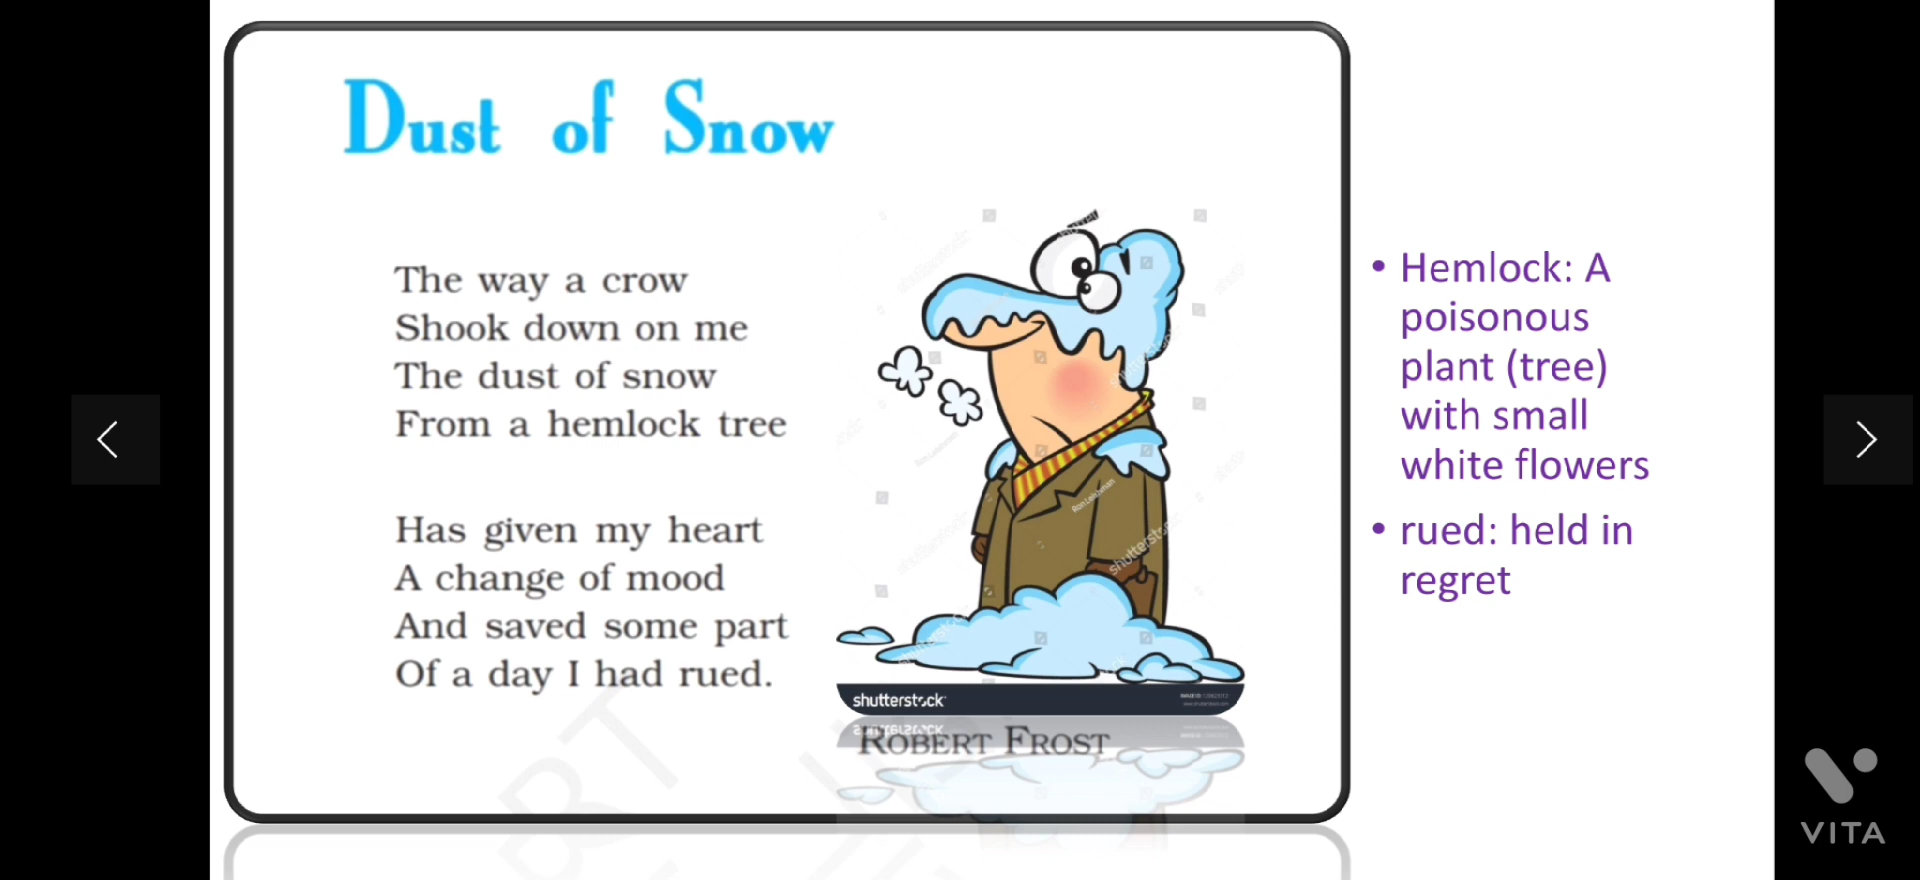 Dust of Snow
The way a crow
Shook down on me
The dust of snow
From a hemlock tree
Has given my heart
A change of mood
And saved some part
Of a day I had rued.
shutterstock
ROBERT FROST
• Hemlock: A
poisonous
plant (tree)
with small
white flowers
• rued: held in
regret
VITA